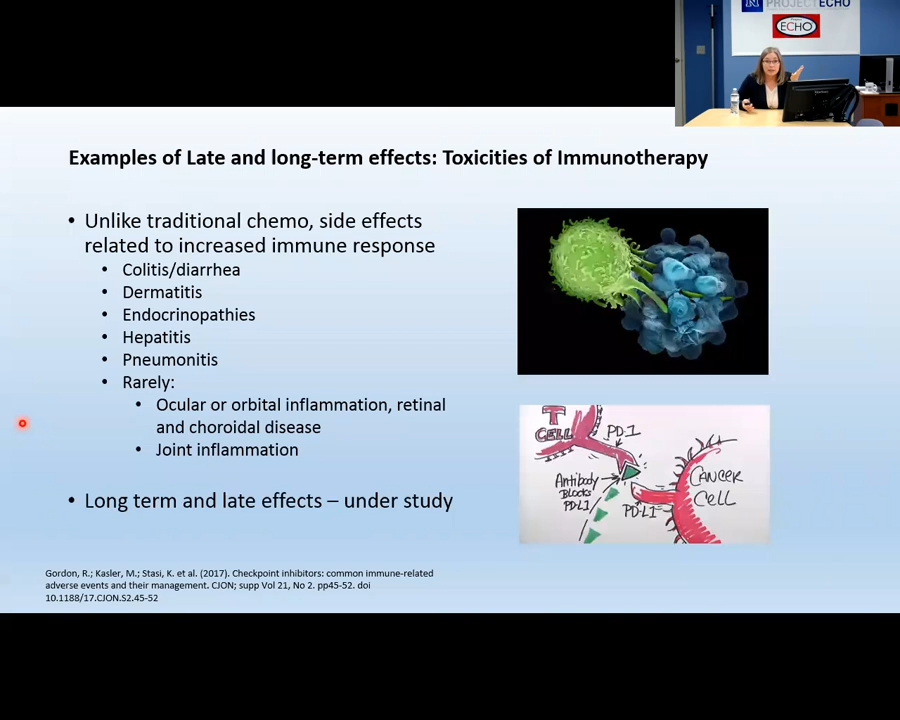 N PROJECT ECHO
ECHO
Examples of Late and long-term effects: Toxicities of Immunotherapy
• Unlike traditional chemo, side effects
related to increased immune response
• Colitis/diarrhea
• Dermatitis
• Endocrinopathies
• Hepatitis
• Pneumonitis
• Rarely:
• Ocular or orbital inflammation, retinal
and choroidal disease
• Joint inflammation
• Long term and late effects – under study
T
CELL
PD-1
Antibody
Blocks
PD-L1
PD-L1
CANCER
CELL
Gordon, R.; Kasler, M.; Stasi, K. et al. (2017). Checkpoint inhibitors: common immune-related
adverse events and their management. CJON; supp Vol 21, No 2. pp45-52. doi
10.1188/17.CJON.S2.45-52